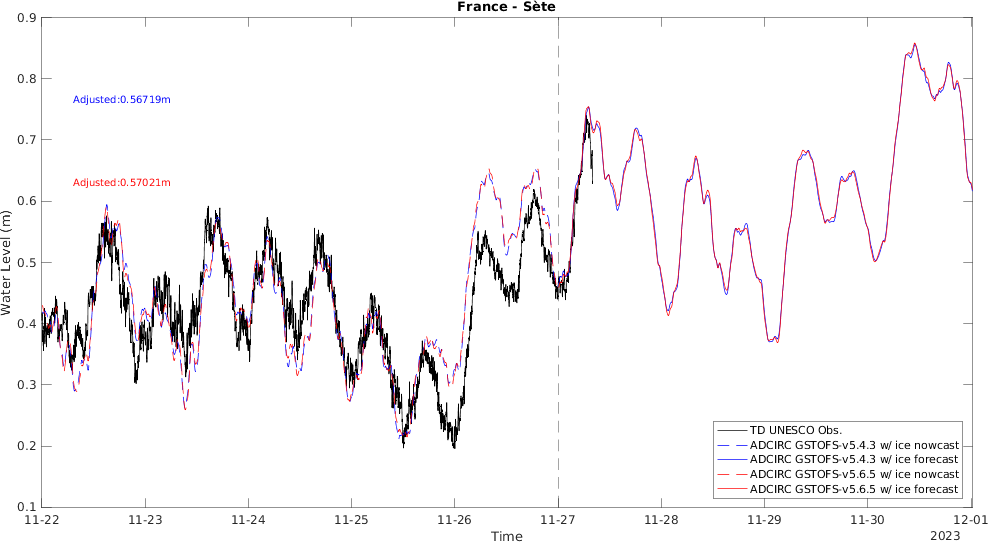 France - Sète
0.9
0.8
0.7
0.6
0.5
0.4
0.3
0.2
0.1
Water Level (m)
Adjusted:0.56719m
Adjusted:0.57021m
TD UNESCO Obs.
ADCIRC GSTOFS-v5.4.3 w/ ice nowcast
ADCIRC GSTOFS-v5.4.3 w/ ice forecast
ADCIRC GSTOFS-v5.6.5 w/ ice nowcast
ADCIRC GSTOFS-v5.6.5 w/ ice forecast
11-22 11-23 11-24 11-25 11-26 11-27 11-28 11-29 11-30 12-01
Time
2023